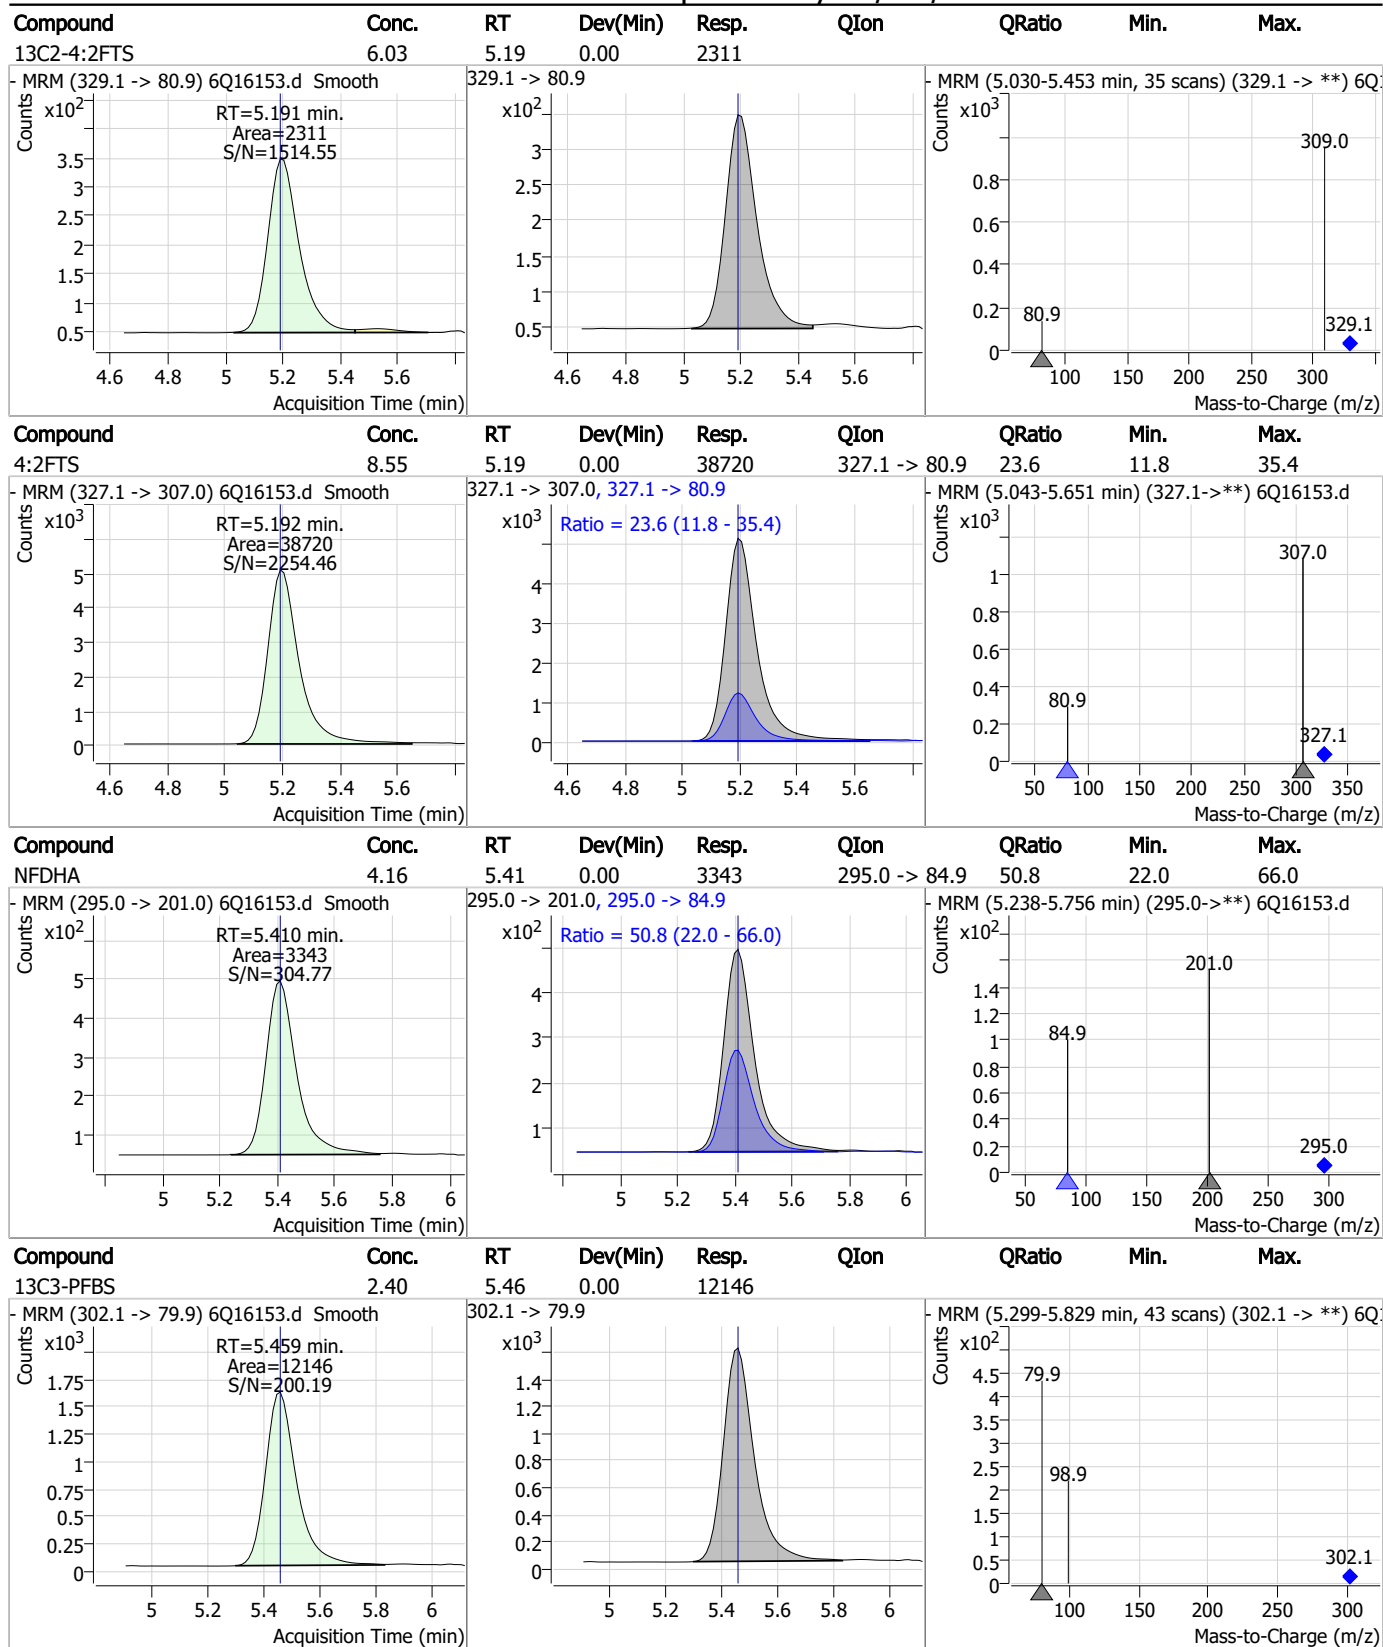 Compound Conc. RT Dev(Min) Resp. QIon QRatio Min. Max.
13C2-4:2FTS 6.03 5.19 0.00 2311
- MRM (329.1 -> 80.9) 6Q16153.d Smooth
329.1 -> 80.9
- MRM (5.030-5.453 min, 35 scans) (329.1 -> **) 6Q1
Counts
x10²
RT=5.191 min.
Area=2311
S/N=1514.55
3.5
3
2.5
2
1.5
1
0.5
4.6 4.8 5 5.2 5.4 5.6
Acquisition Time (min)
x10²
3
2.5
2
1.5
1
0.5
4.6 4.8 5 5.2 5.4 5.6
Counts
x10³
309.0
0.8
0.6
0.4
0.2
0
80.9
329.1
100 150 200 250 300
Mass-to-Charge (m/z)
Compound Conc. RT Dev(Min) Resp. QIon QRatio Min. Max.
4:2FTS 8.55 5.19 0.00 38720 327.1 -> 80.9 23.6 11.8 35.4
- MRM (327.1 -> 307.0) 6Q16153.d Smooth
327.1 -> 307.0, 327.1 -> 80.9
- MRM (5.043-5.651 min) (327.1->**) 6Q16153.d
Counts
x10³
RT=5.192 min.
Area=38720
S/N=2254.46
5
4
3
2
1
0
4.6 4.8 5 5.2 5.4 5.6
Acquisition Time (min)
x10³
Ratio = 23.6 (11.8 - 35.4)
4
3
2
1
0
4.6 4.8 5 5.2 5.4 5.6
Counts
x10³
307.0
1
0.8
0.6
0.4
0.2
0
80.9
327.1
50 100 150 200 250 300 350
Mass-to-Charge (m/z)
Compound Conc. RT Dev(Min) Resp. QIon QRatio Min. Max.
NFDHA 4.16 5.41 0.00 3343 295.0 -> 84.9 50.8 22.0 66.0
- MRM (295.0 -> 201.0) 6Q16153.d Smooth
295.0 -> 201.0, 295.0 -> 84.9
- MRM (5.238-5.756 min) (295.0->**) 6Q16153.d
Counts
x10²
RT=5.410 min.
Area=3343
S/N=304.77
5
4
3
2
1
5 5.2 5.4 5.6 5.8 6
Acquisition Time (min)
x10²
Ratio = 50.8 (22.0 - 66.0)
4
3
2
1
5 5.2 5.4 5.6 5.8 6
Counts
x10²
201.0
1.4
1.2
1
0.8
0.6
0.4
0.2
0
84.9
295.0
50 100 150 200 250 300
Mass-to-Charge (m/z)
Compound Conc. RT Dev(Min) Resp. QIon QRatio Min. Max.
13C3-PFBS 2.40 5.46 0.00 12146
- MRM (302.1 -> 79.9) 6Q16153.d Smooth
302.1 -> 79.9
- MRM (5.299-5.829 min, 43 scans) (302.1 -> **) 6Q1
Counts
x10³
RT=5.459 min.
Area=12146
S/N=200.19
1.75
1.5
1.25
1
0.75
0.5
0.25
0
5 5.2 5.4 5.6 5.8 6
Acquisition Time (min)
x10³
1.4
1.2
1
0.8
0.6
0.4
0.2
0
5 5.2 5.4 5.6 5.8 6
Counts
x10²
4.5
4
3.5
3
2.5
2
1.5
1
0.5
0
79.9
98.9
302.1
100 150 200 250 300
Mass-to-Charge (m/z)